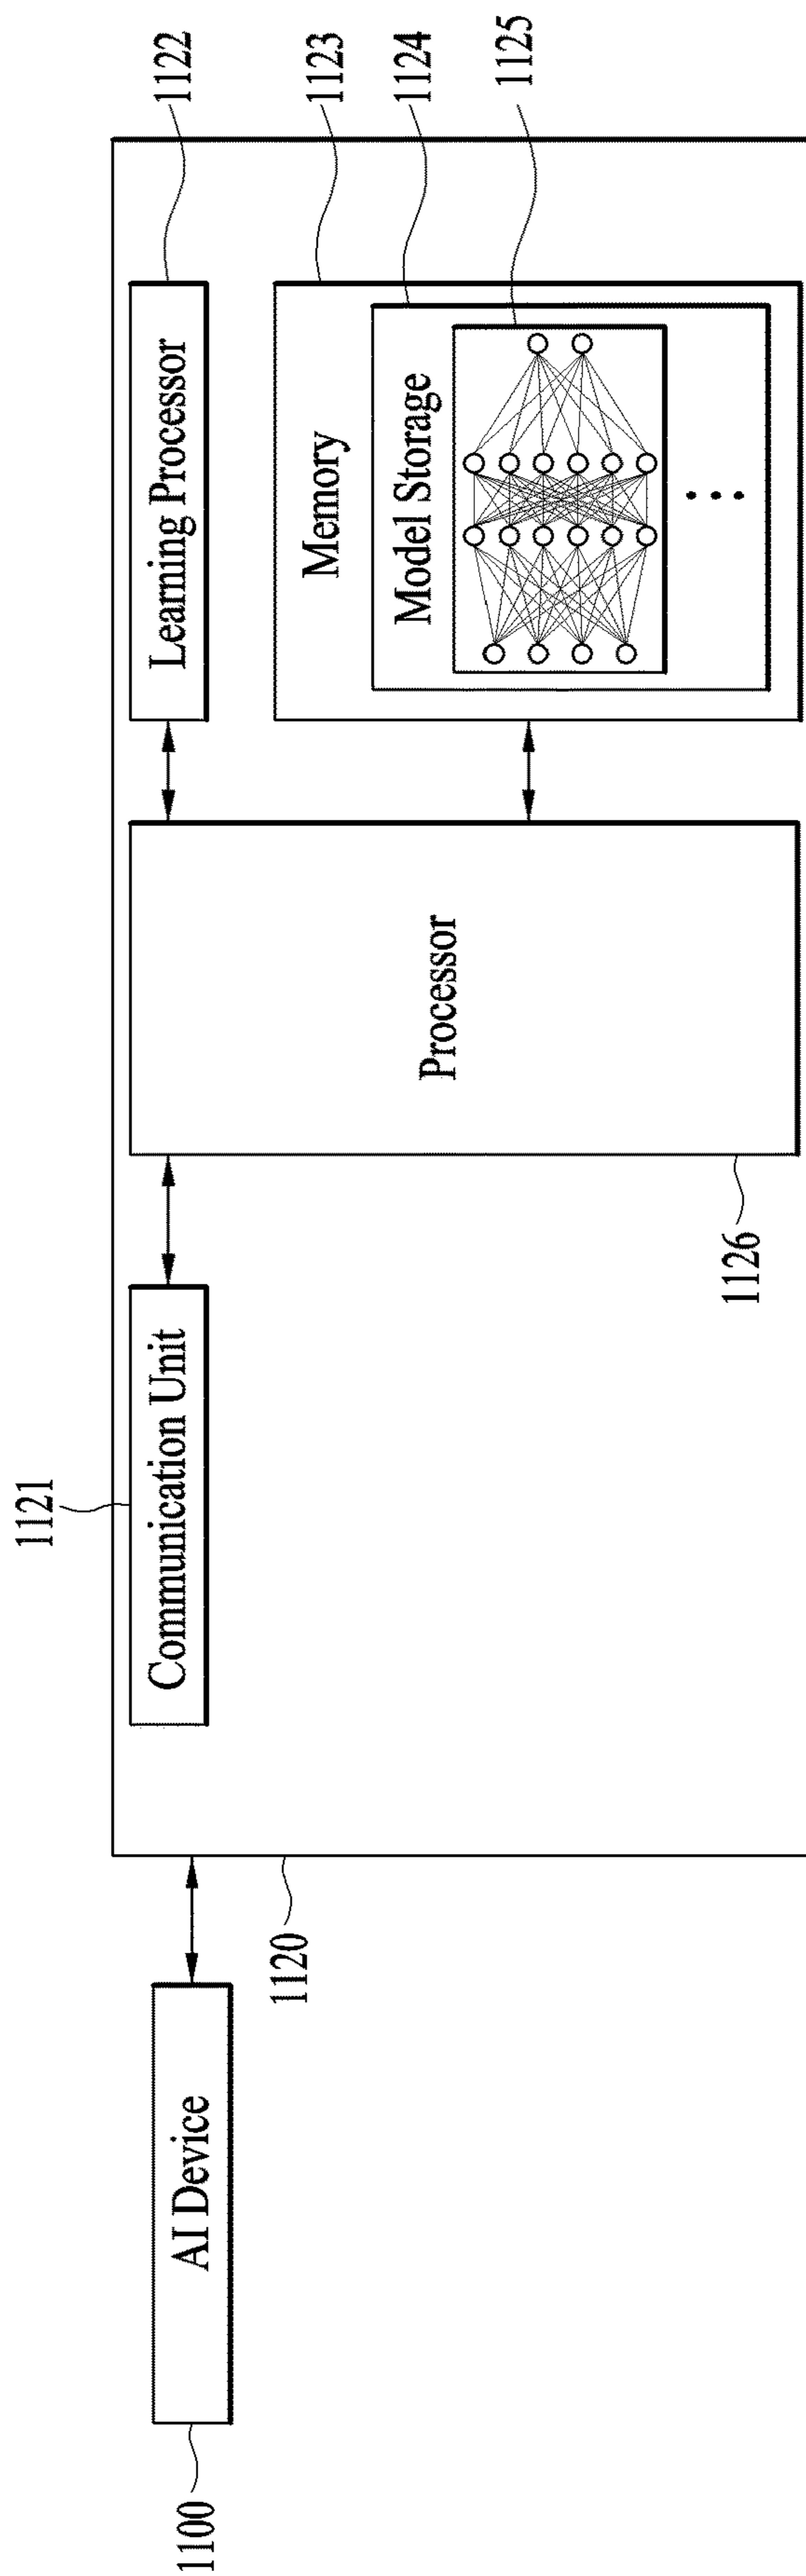 1100
AI Device
1120
1121
Communication Unit
1126
Processor
Learning Processor
1122
Memory
1123
Model Storage
1124
1125